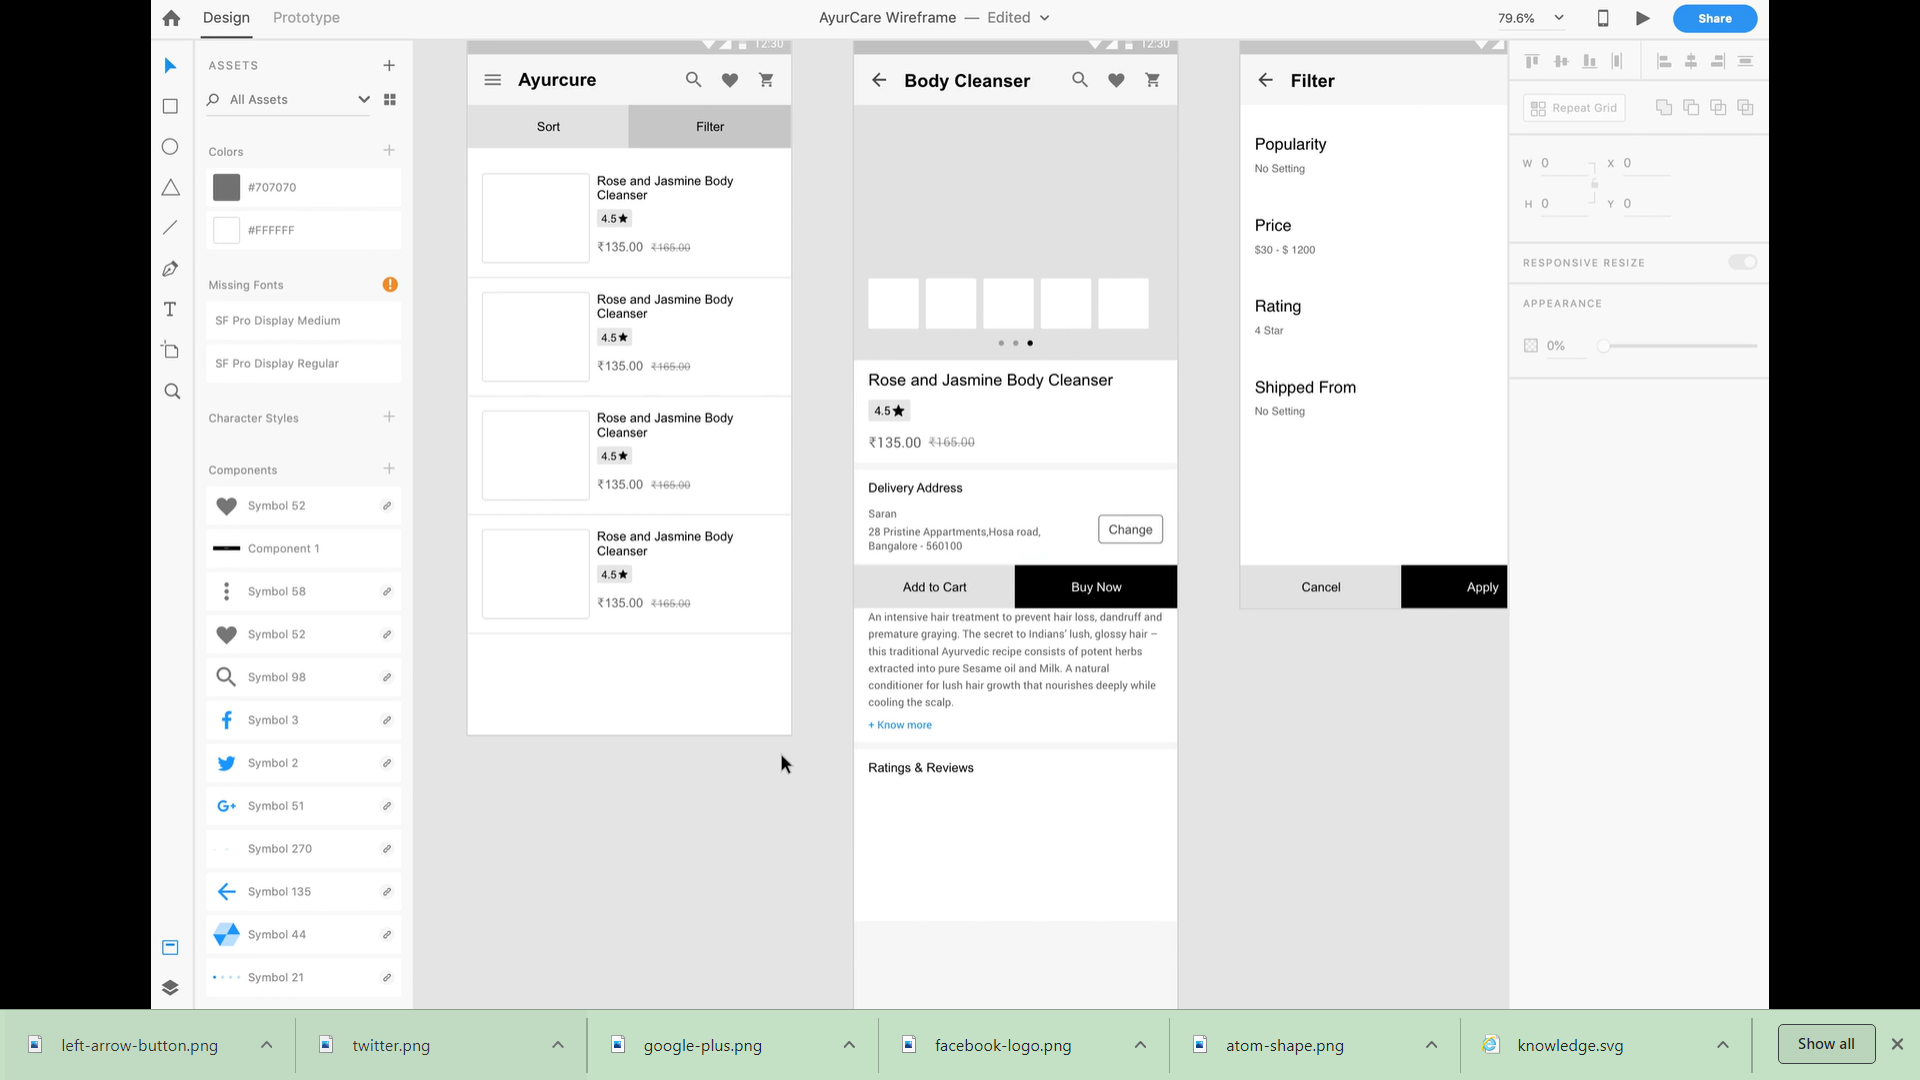 Design
Prototype
AyurCare Wireframe — Edited
79.6%
Share
ASSETS
All Assets
Colors
#707070
#FFFFFF
Missing Fonts
SF Pro Display Medium
SF Pro Display Regular
Character Styles
Components
Symbol 52
Component 1
Symbol 58
Symbol 52
Symbol 98
Symbol 3
Symbol 2
Symbol 51
Symbol 270
Symbol 135
Symbol 44
Symbol 21
12:30
Ayurcure
Sort
Filter
Rose and Jasmine Body
Cleanser
4.5★
₹135.00 ₹165.00
Rose and Jasmine Body
Cleanser
4.5★
₹135.00 ₹165.00
Rose and Jasmine Body
Cleanser
4.5★
₹135.00 ₹165.00
Rose and Jasmine Body
Cleanser
4.5★
₹135.00 ₹165.00
12:30
Body Cleanser
Rose and Jasmine Body Cleanser
4.5★
₹135.00 ₹165.00
Delivery Address
Saran
28 Pristine Appartments,Hosa road,
Bangalore - 560100
Change
Add to Cart
Buy Now
An intensive hair treatment to prevent hair loss, dandruff and
premature graying. The secret to Indians' lush, glossy hair –
this traditional Ayurvedic recipe consists of potent herbs
extracted into pure Sesame oil and Milk. A natural
conditioner for lush hair growth that nourishes deeply while
cooling the scalp.
+ Know more
Ratings & Reviews
Filter
Popularity
No Setting
Price
$30 - $ 1200
Rating
4 Star
Shipped From
No Setting
Cancel
Apply
Repeat Grid
W 0
X 0
H 0
Y 0
RESPONSIVE RESIZE
APPEARANCE
0%
left-arrow-button.png
twitter.png
google-plus.png
facebook-logo.png
atom-shape.png
knowledge.svg
Show all